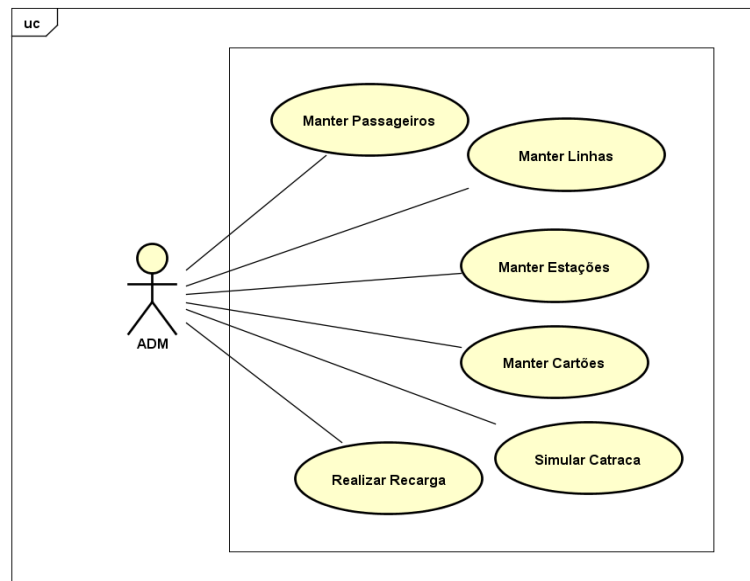 uc
Manter Passageiros
Manter Linhas
Manter Estações
ADM
Manter Cartões
Simular Catraca
Realizar Recarga